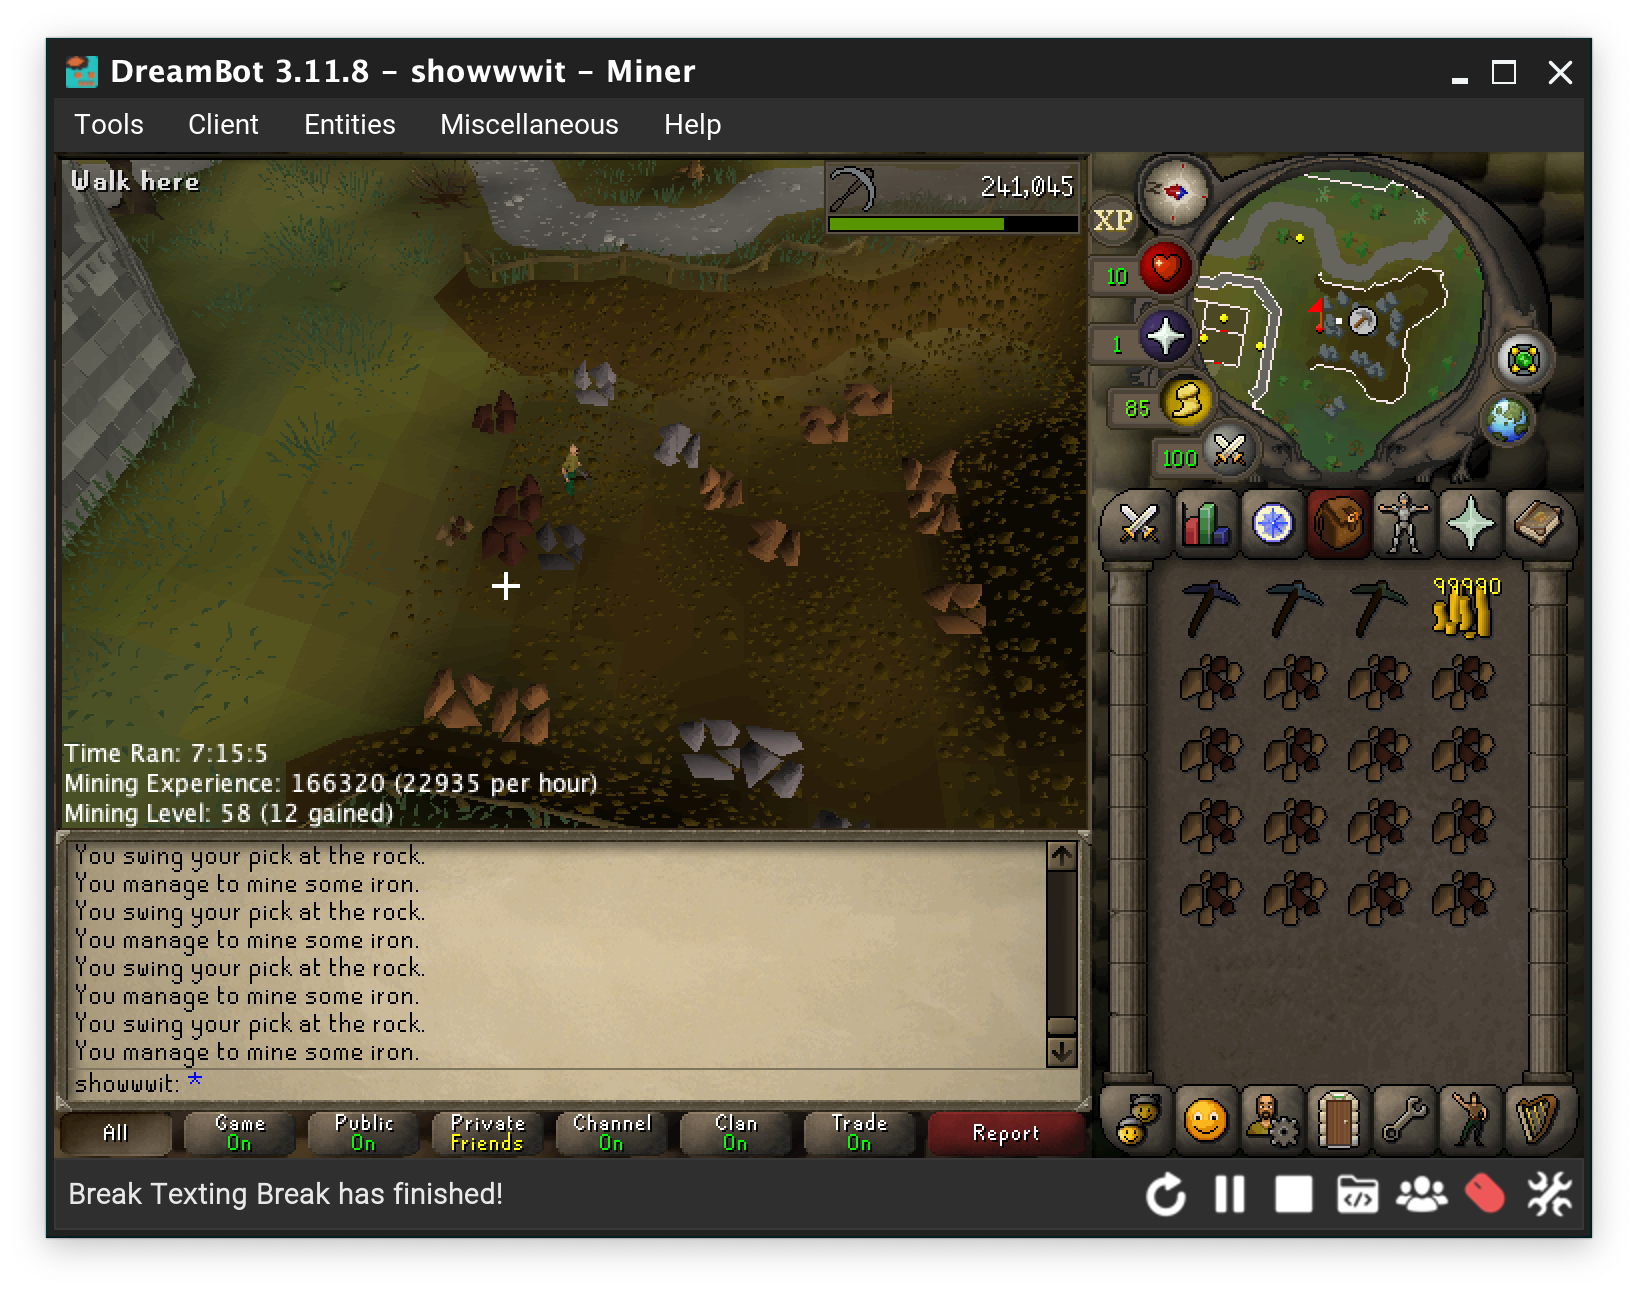 DreamBot 3.11.8 – showwwit – Miner
Tools Client Entities Miscellaneous Help
Walk here
241,045
XP
10
1
85
100
99990
Time Ran: 7:15:5
Mining Experience: 166320 (22935 per hour)
Mining Level: 58 (12 gained)
You swing your pick at the rock.
You manage to mine some iron.
You swing your pick at the rock.
You manage to mine some iron.
You swing your pick at the rock.
You manage to mine some iron.
You swing your pick at the rock.
You manage to mine some iron.
showwwit: *
All
Game On
Public On
Private Friends
Channel On
Clan On
Trade On
Report
Break Texting Break has finished!